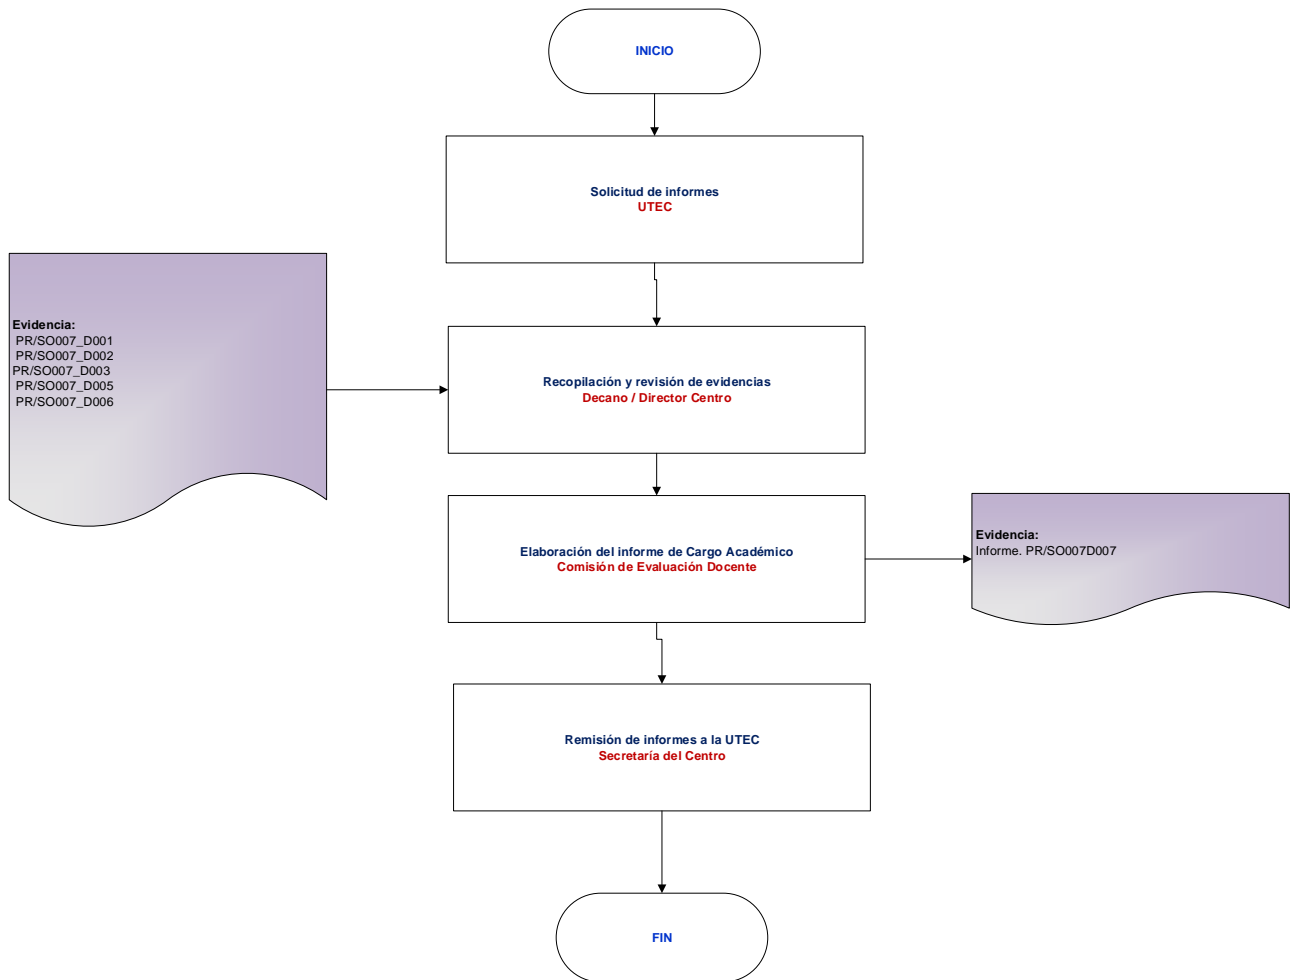 INICIO
Solicitud de informes
UTEC
Evidencia:
PR/SO007_D001
PR/SO007_D002
PR/SO007_D003
PR/SO007_D005
PR/SO007_D006
Recopilación y revisión de evidencias
Decano / Director Centro
Elaboración del informe de Cargo Académico
Comisión de Evaluación Docente
Evidencia:
Informe. PR/SO007D007
Remisión de informes a la UTEC
Secretaría del Centro
FIN